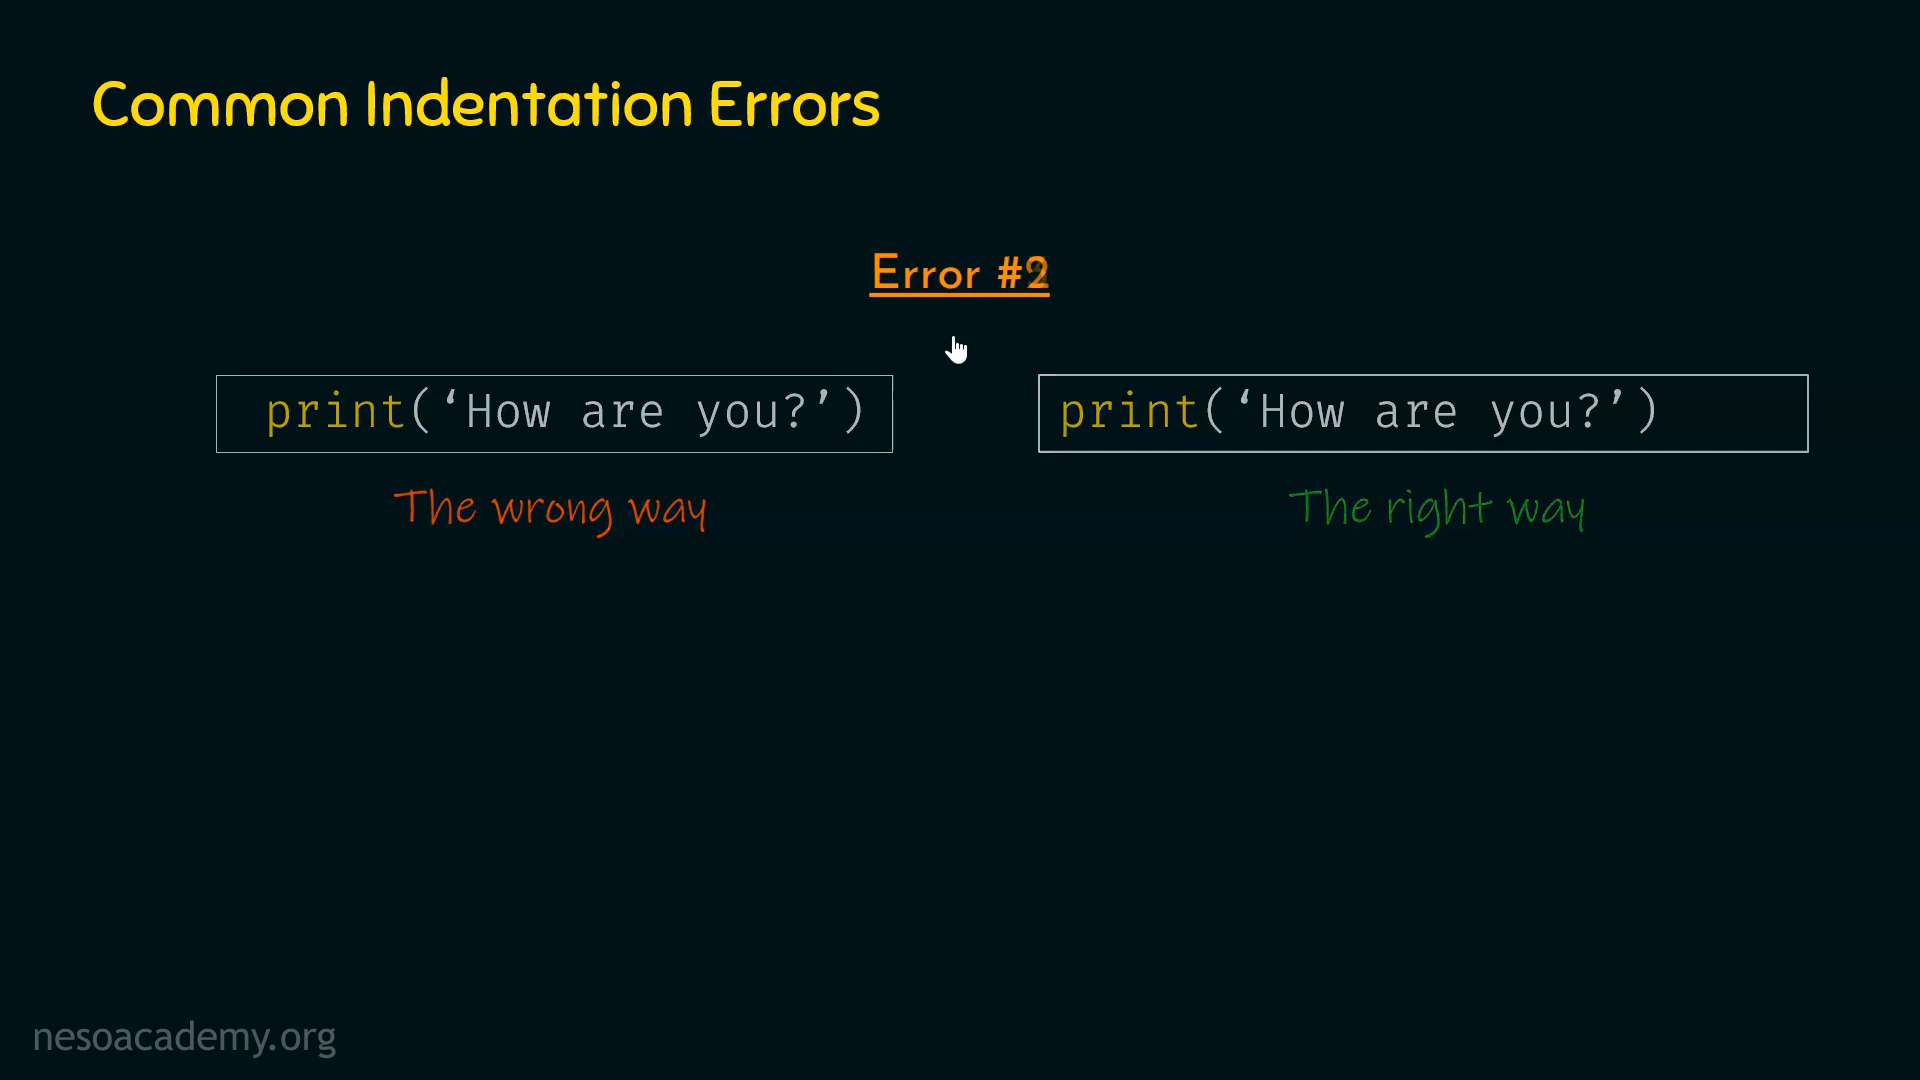 Common Indentation Errors
Error #2
print(‘How are you?’)
print(‘How are you?’)
The wrong way
The right way
nesoacademy.org